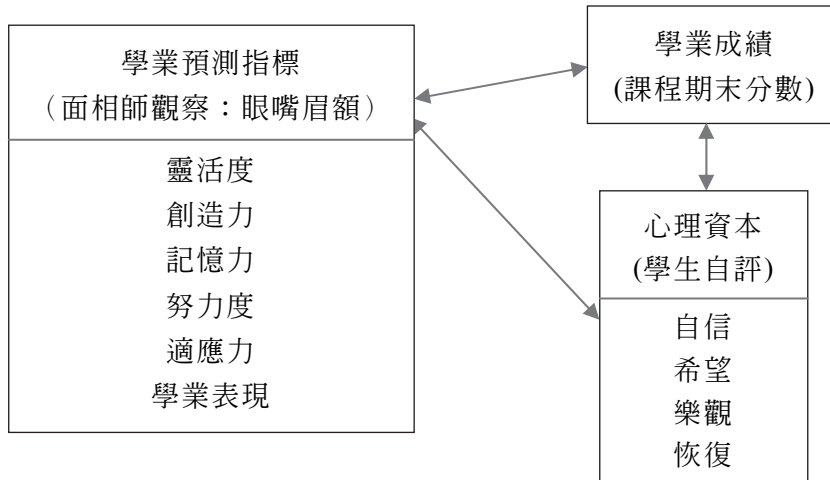 學業預測指標
（面相師觀察：眼嘴眉額）
靈活度
創造力
記憶力
努力度
適應力
學業表現
學業成績
(課程期末分數)
心理資本
(學生自評)
自信
希望
樂觀
恢復